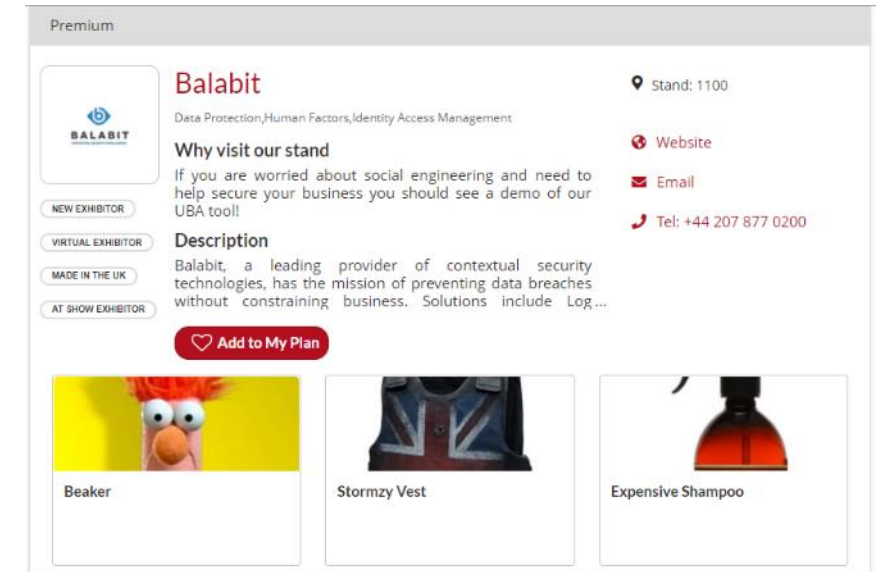 Premium
BALABIT
NEW EXHIBITOR
VIRTUAL EXHIBITOR
MADE IN THE UK
AT SHOW EXHIBITOR
Balabit
Data Protection,Human Factors,Identity Access Management
Why visit our stand
If you are worried about social engineering and need to
help secure your business you should see a demo of our
UBA tool!
Description
Balabit, a leading provider of contextual security
technologies, has the mission of preventing data breaches
without constraining business. Solutions include Log...
Add to My Plan
Stand: 1100
Website
Email
Tel: +44 207 877 0200
Beaker
Stormzy Vest
Expensive Shampoo